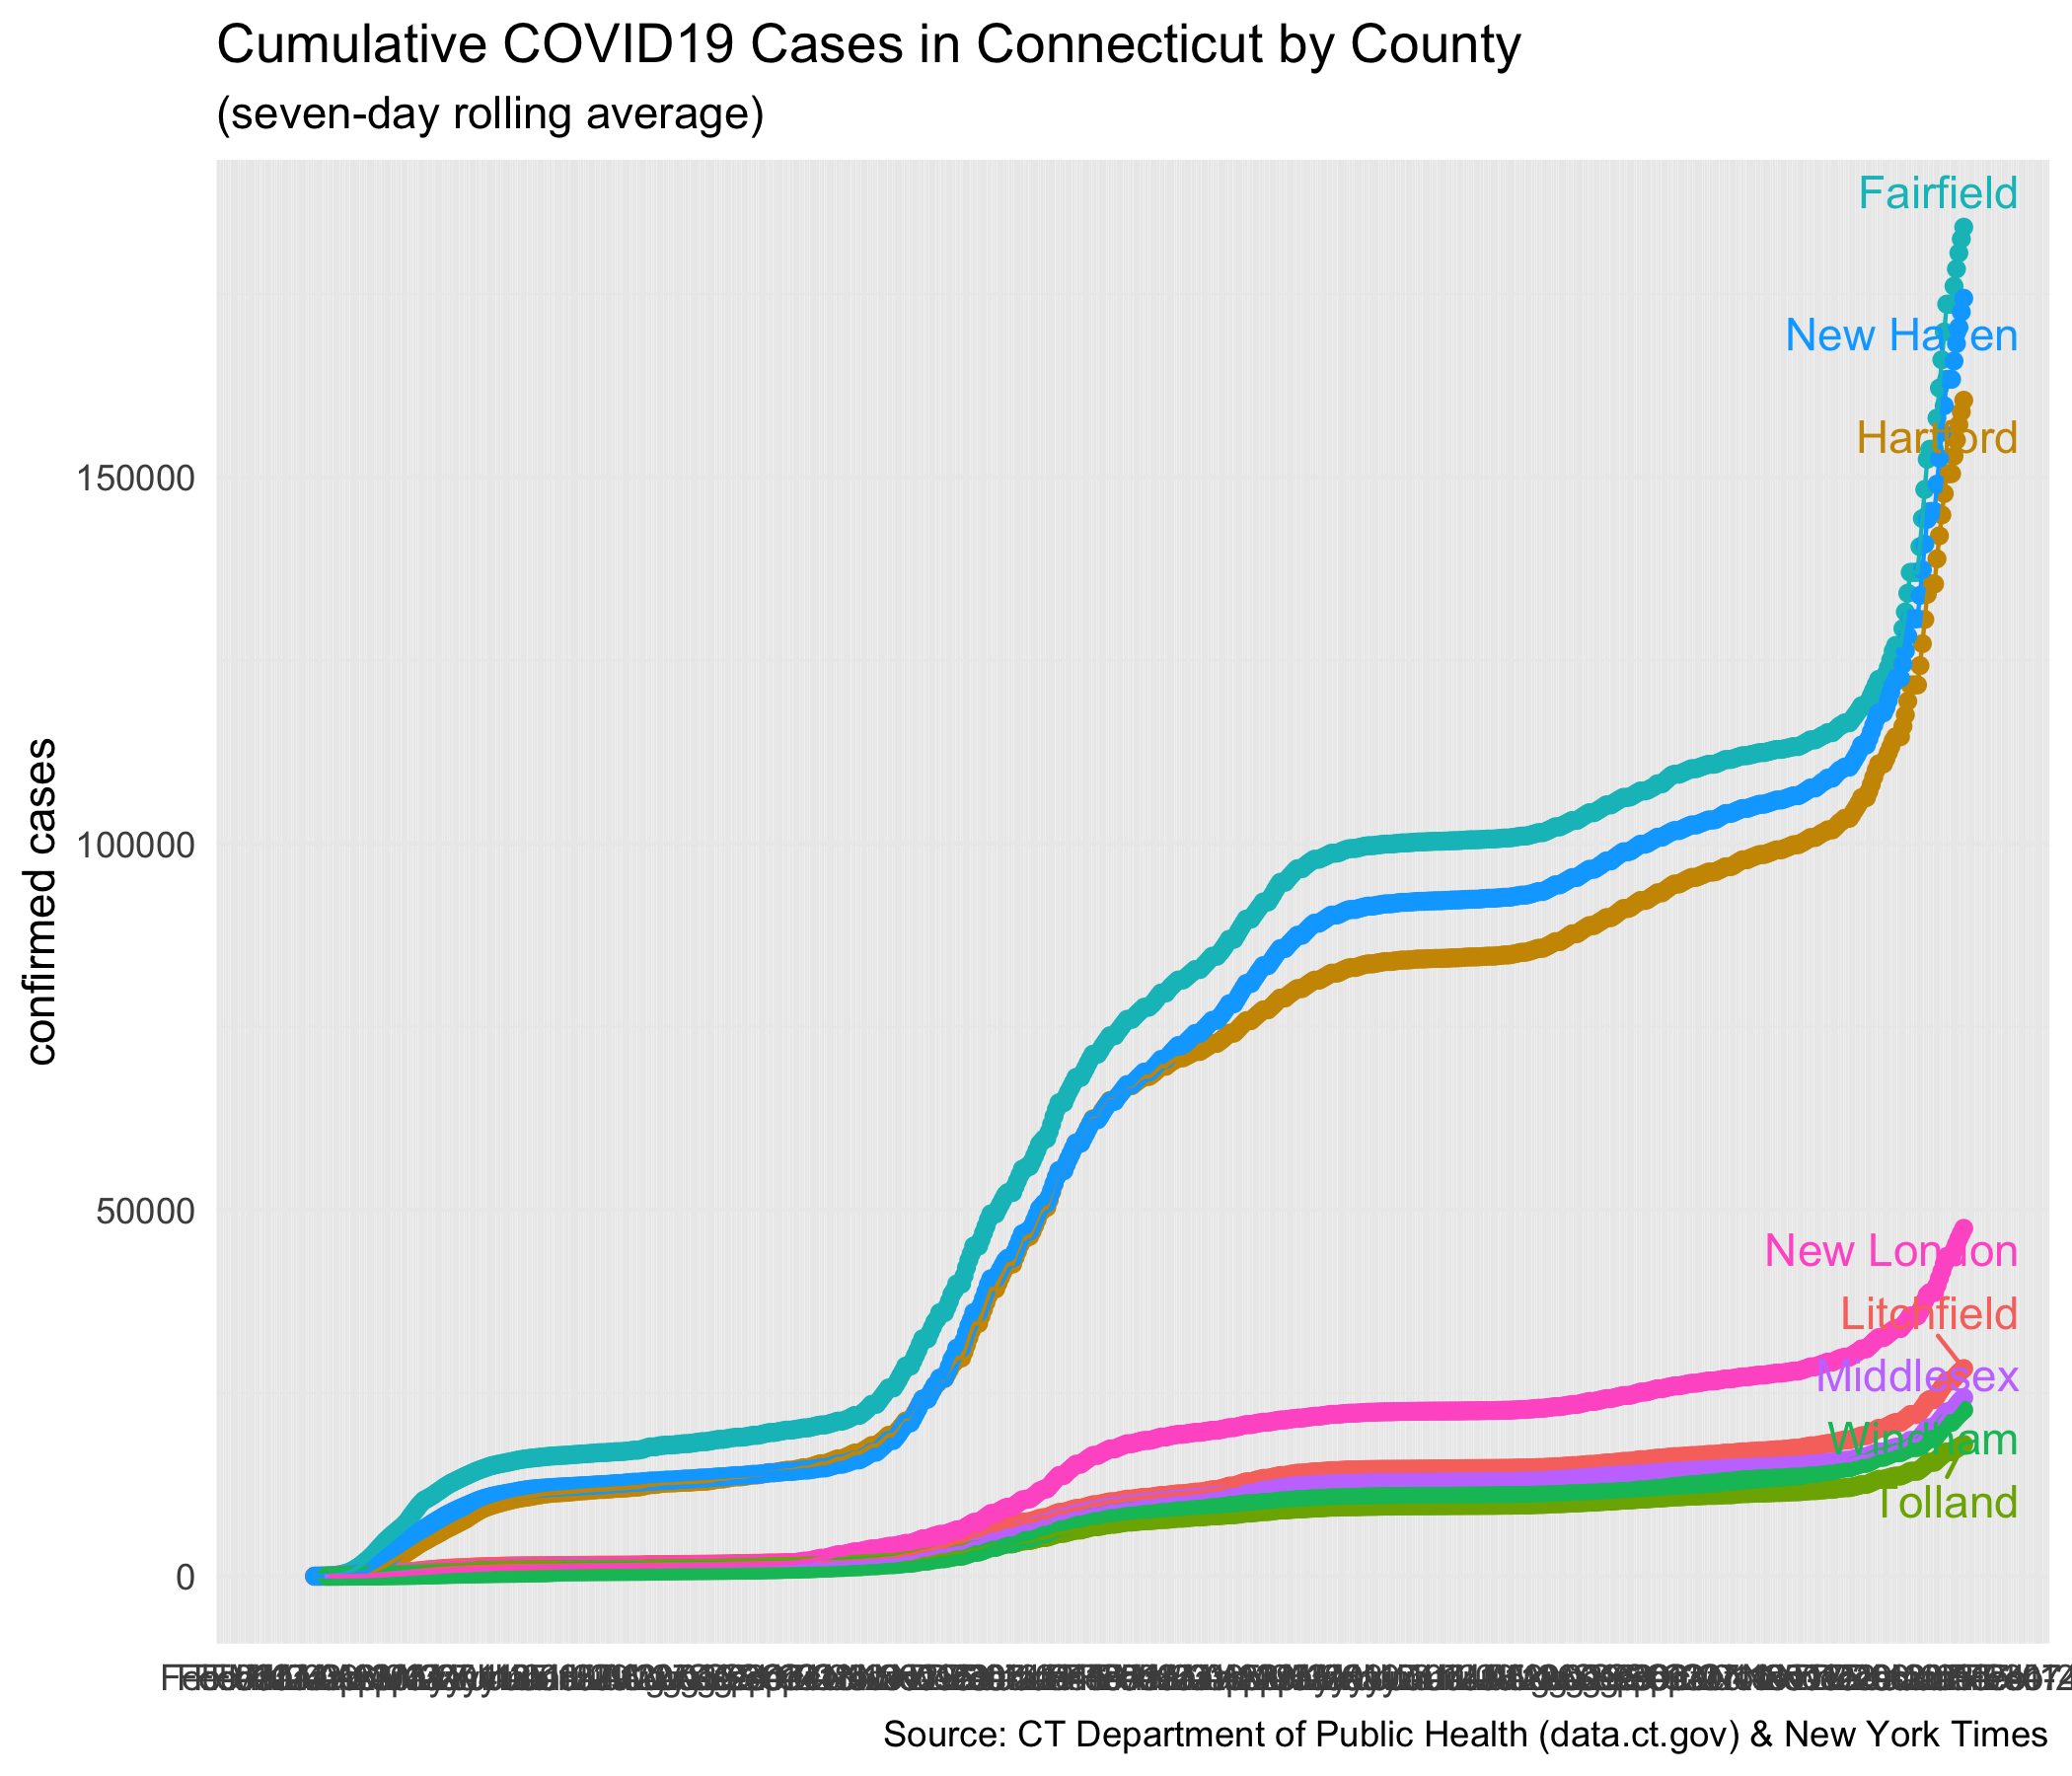 Cumulative COVID19 Cases in Connecticut by County
(seven-day rolling average)
Fairfield
New Haven
Hartford
150000
100000
confirmed cases
50000
New London
Litchfield
Middlesex
Windham
Tolland
0
Source: CT Department of Public Health (data.ct.gov) & New York Times